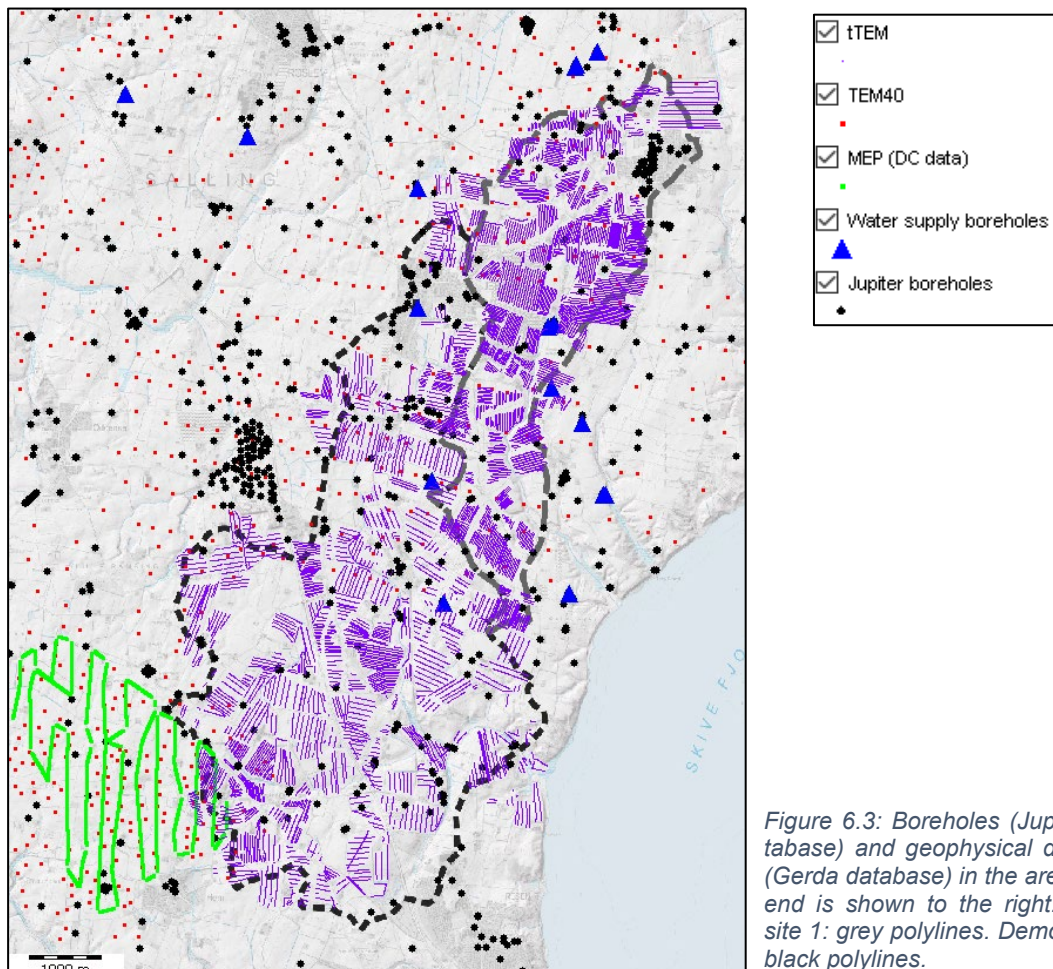 SALLING
SKIVE FJO
1000 m
tTEM
TEM40
MEP (DC data)
Water supply boreholes
Jupiter boreholes
Figure 6.3: Boreholes (Jup
tabase) and geophysical d
(Gerda database) in the are
end is shown to the right.
site 1: grey polylines. Demo
black polylines.